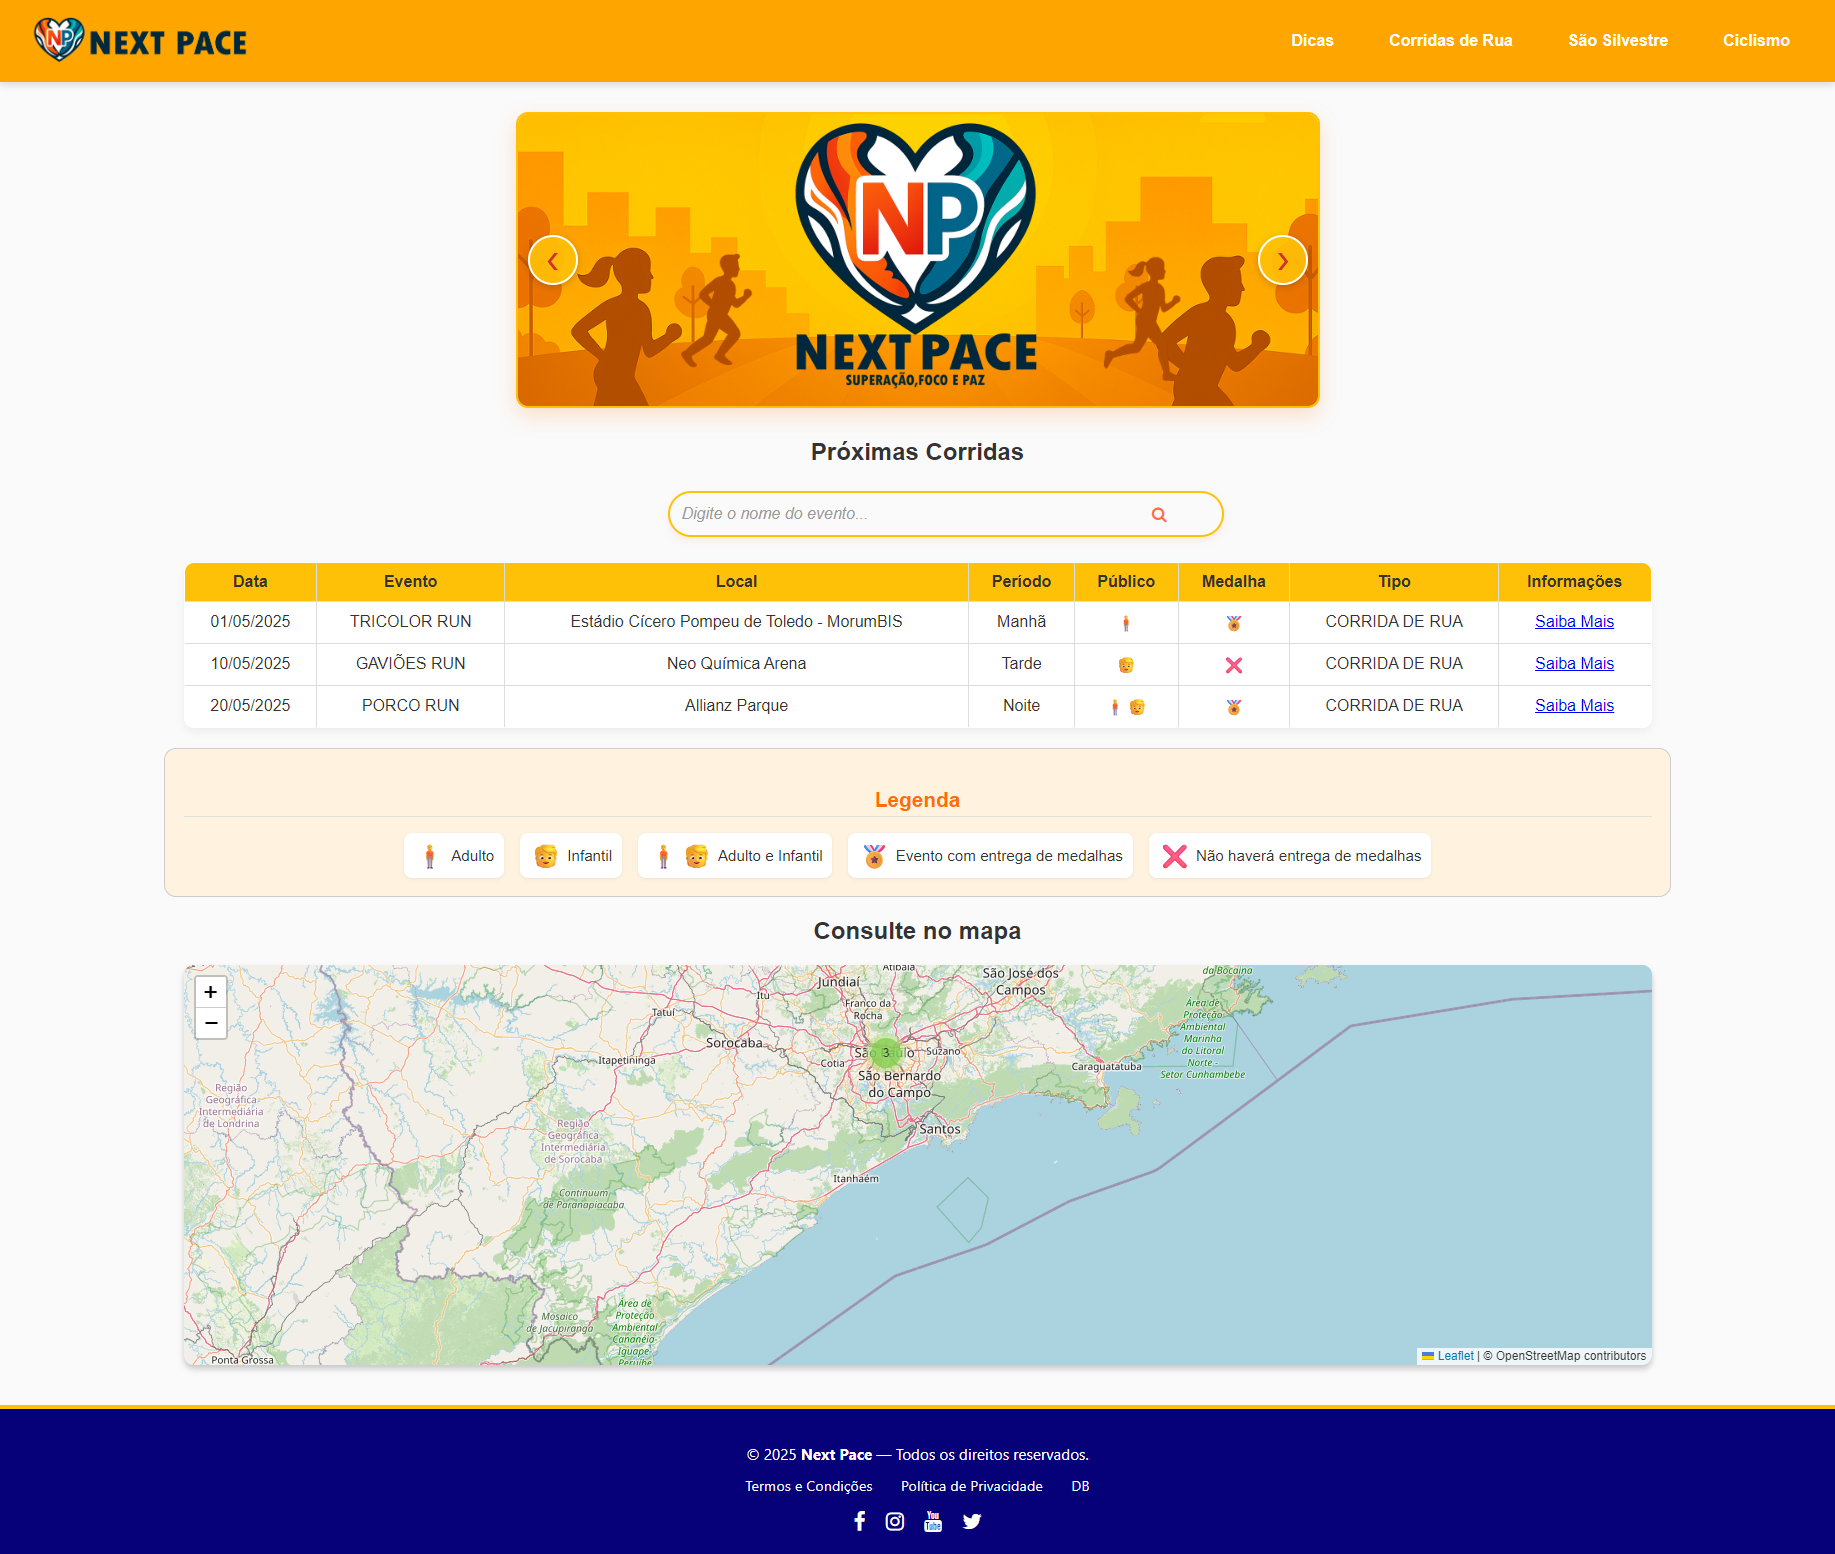 NEXT PACE
Dicas Corridas de Rua São Silvestre Ciclismo
NP
NEXT PACE
SUPERAÇÃO,FOCO E PAZ
Próximas Corridas
Digite o nome do evento...
Data Evento Local Período Público Medalha Tipo Informações
01/05/2025 TRICOLOR RUN Estádio Cícero Pompeu de Toledo - MorumBIS Manhã CORRIDA DE RUA Saiba Mais
10/05/2025 GAVIÕES RUN Neo Química Arena Tarde CORRIDA DE RUA Saiba Mais
20/05/2025 PORCO RUN Allianz Parque Noite CORRIDA DE RUA Saiba Mais
Legenda
Adulto Infantil Adulto e Infantil Evento com entrega de medalhas Não haverá entrega de medalhas
Consulte no mapa
+
−
Atibaia
Jundiaí
São José dos
Campos
da Bocaina
Itu
Franco da
Rocha
Tatuí
Área de
Proteção
Ambiental
Marinha
do Litoral
Norte -
Setor Cunhambebe
Sorocaba
Itapetininga
Cotia
São Paulo
3
Suzano
Caraguatatuba
São Bernardo
do Campo
Região
Geográfica
Intermediária
de Londrina
Santos
Região
Geográfica
Intermediária
de Sorocaba
Itanhaém
Continuum
de Paranapiacaba
Mosaico
de Jacupiranga
Área de
Proteção
Ambiental
Cananéia-
Iguape
Peruíbe
Ponta Grossa
Leaflet | © OpenStreetMap contributors
© 2025 Next Pace — Todos os direitos reservados.
Termos e Condições Política de Privacidade DB
You
Tube